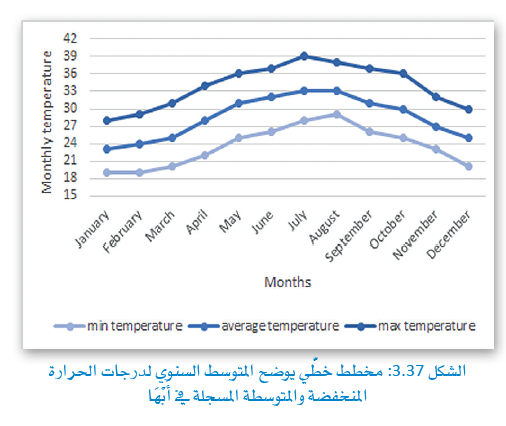 42
39
36
33
30
27
24
21
18
15
Monthly temperature
January
February
March
April
May
June
July
August
September
October
November
December
Months
min temperature
average temperature
max temperature
الشكل 3.37: مخطط خطّي يوضح المتوسط السنوي لدرجات الحرارة
المنخفضة والمتوسطة المسجلة في أَبْهَا